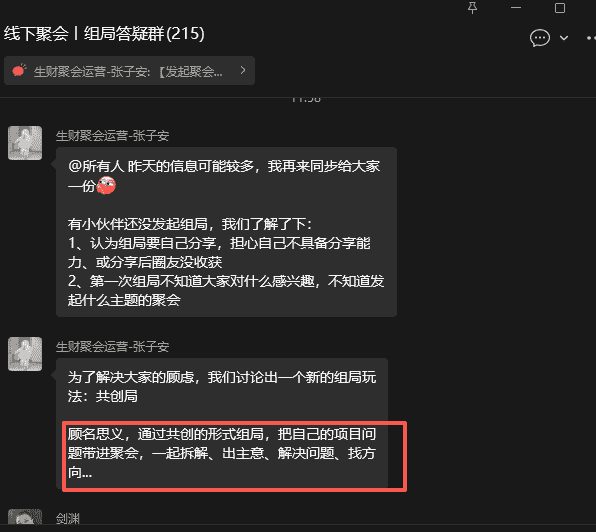 线下聚会丨组局答疑群(215)
生财聚会运营-张子安:【发起聚会...
11:58
生财聚会运营-张子安
@所有人 昨天的信息可能较多，我再来同步给大家
一份
有小伙伴还没发起组局，我们了解了下：
1、认为组局要自己分享，担心自己不具备分享能
力、或分享后圈友没收获
2、第一次组局不知道大家对什么感兴趣，不知道发
起什么主题的聚会
生财聚会运营-张子安
为了解决大家的顾虑，我们讨论出一个新的组局玩
法：共创局
顾名思义，通过共创的形式组局，把自己的项目问
题带进聚会，一起拆解、出主意、解决问题、找方
向...
剑渊